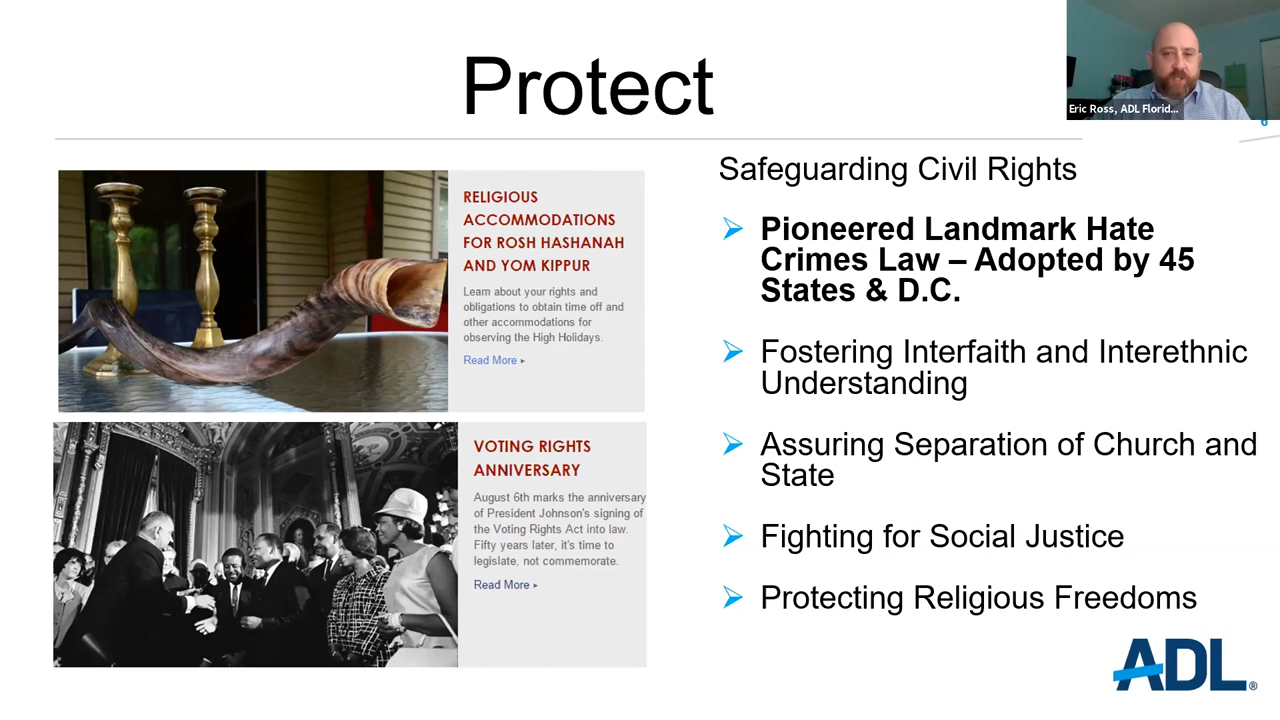 Protect
Eric Ross, ADL Florid...
6
RELIGIOUS
ACCOMMODATIONS
FOR ROSH HASHANAH
AND YOM KIPPUR
Learn about your rights and
obligations to obtain time off and
other accommodations for
observing the High Holidays.
Read More ▸
VOTING RIGHTS
ANNIVERSARY
August 6th marks the anniversary
of President Johnson's signing of
the Voting Rights Act into law.
Fifty years later, it's time to
legislate, not commemorate.
Read More ▸
Safeguarding Civil Rights
➢ Pioneered Landmark Hate
Crimes Law – Adopted by 45
States & D.C.
➢ Fostering Interfaith and Interethnic
Understanding
➢ Assuring Separation of Church and
State
➢ Fighting for Social Justice
➢ Protecting Religious Freedoms
ADL®